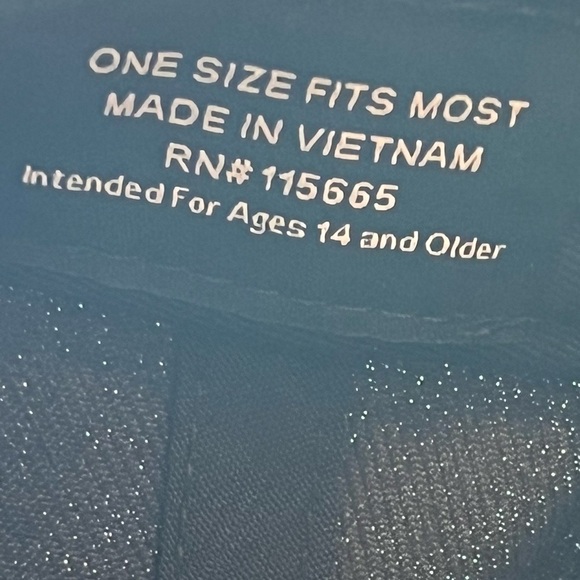 ONE SIZE FITS MOST
MADE IN VIETNAM
RN# 115665
Intended For Ages 14 and Older